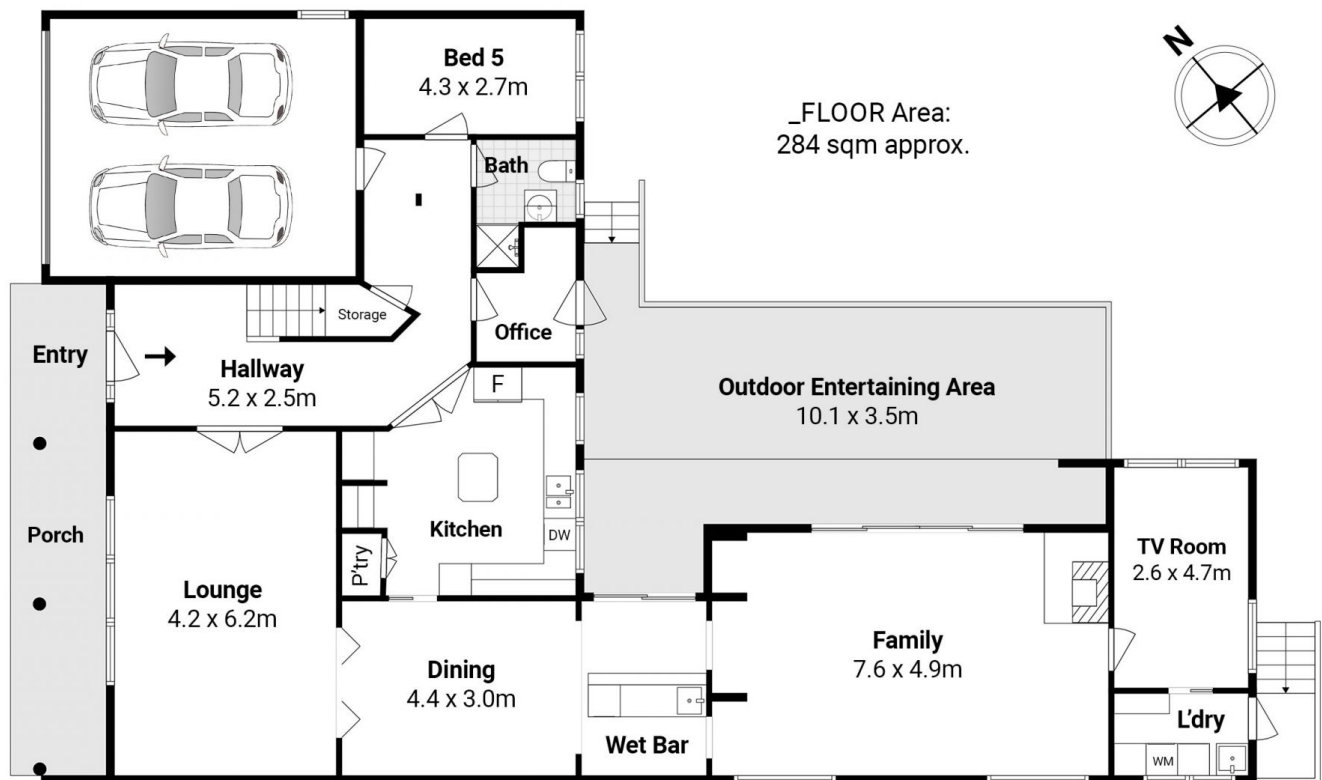 Bed 5
4.3 x 2.7m
N
_FLOOR Area:
284 sqm approx.
Bath
Storage
Office
Entry
Hallway
5.2 x 2.5m
F
Outdoor Entertaining Area
10.1 x 3.5m
Porch
Kitchen
DW
P'try
Lounge
4.2 x 6.2m
TV Room
2.6 x 4.7m
Dining
4.4 x 3.0m
Family
7.6 x 4.9m
Wet Bar
L'dry
WM